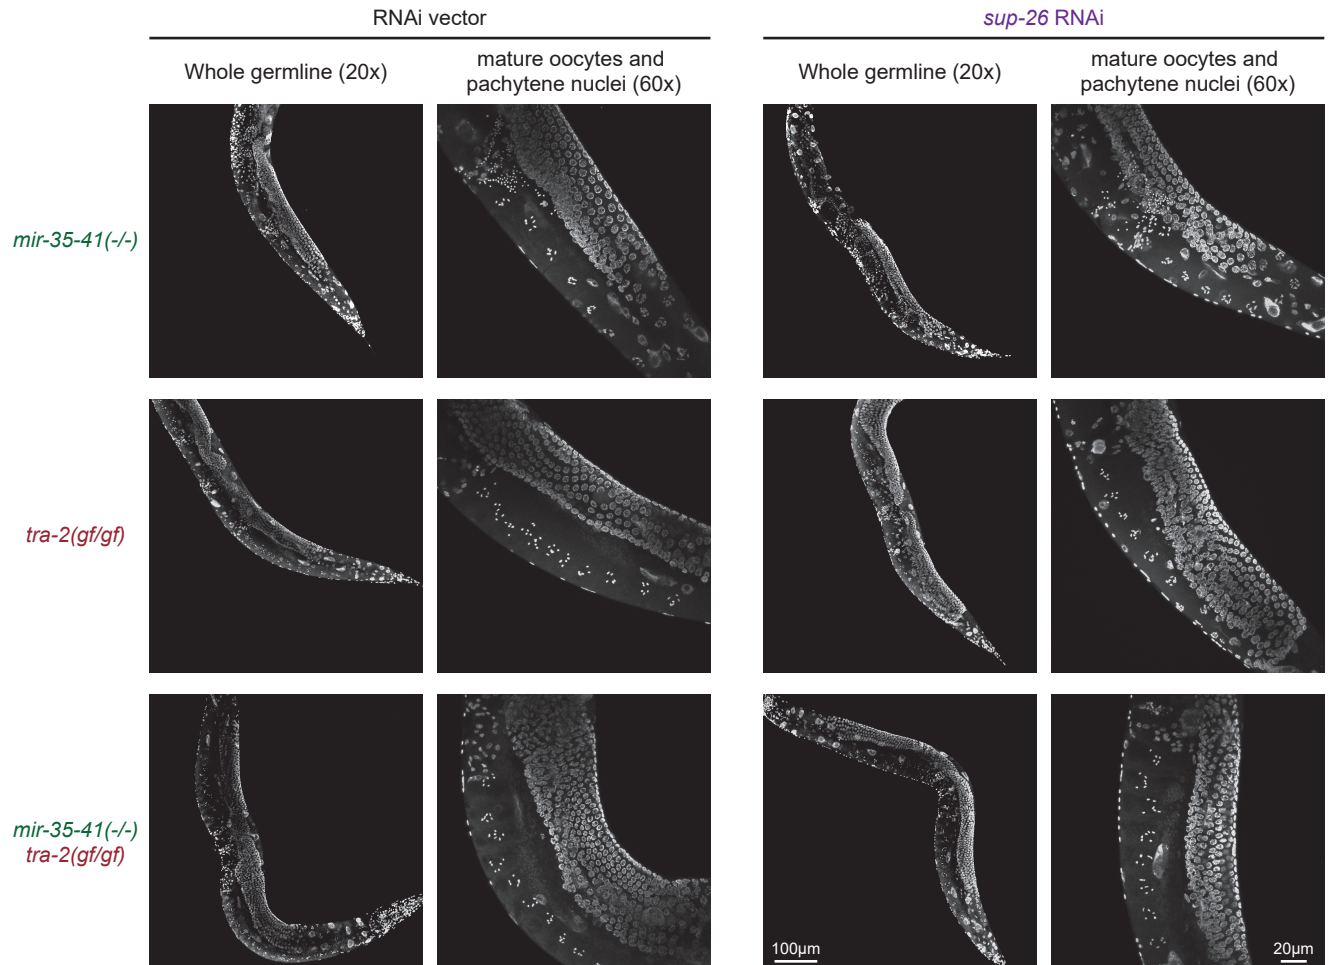 RNAi vector
sup-26 RNAi
Whole germline (20x)
mature oocytes and
pachytene nuclei (60x)
Whole germline (20x)
mature oocytes and
pachytene nuclei (60x)
mir-35-41(-/-)
tra-2(gf/gf)
mir-35-41(-/-)
tra-2(gf/gf)
100µm
20µm